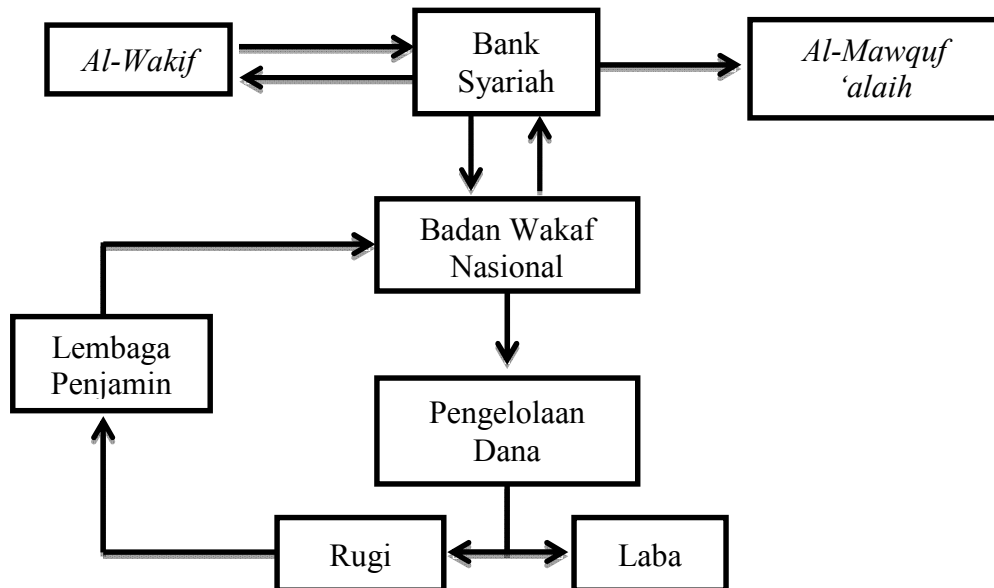 Al-Wakif
Bank
Syariah
Al-Mawquf
‘alaih
Badan Wakaf
Nasional
Lembaga
Penjamin
Pengelolaan
Dana
Rugi
Laba